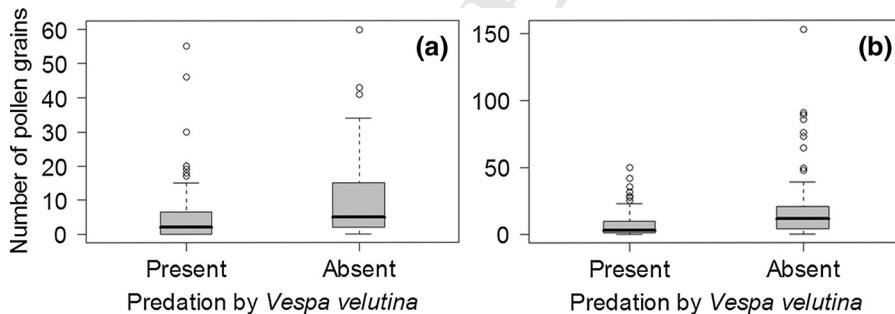 Number of pollen grains
60
50
40
30
20
10
0
(a)
Present
Absent
Predation by Vespa velutina
150
100
50
0
(b)
Present
Absent
Predation by Vespa velutina